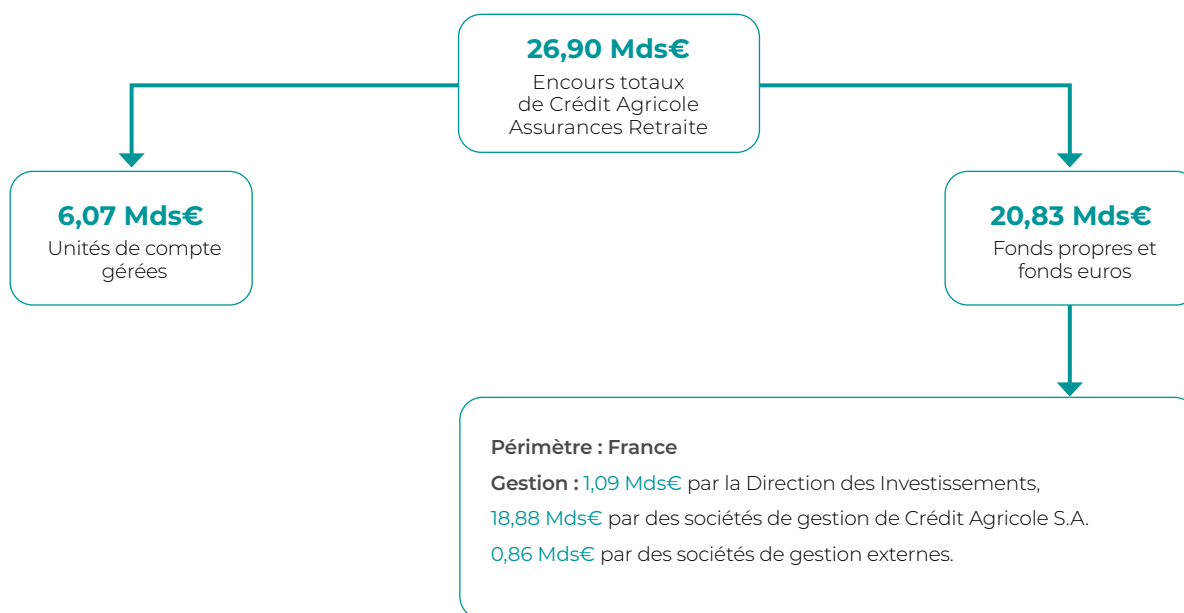 26,90 Mds€
Encours totaux
de Crédit Agricole
Assurances Retraite
6,07 Mds€
Unités de compte
gérées
20,83 Mds€
Fonds propres et
fonds euros
Périmètre : France
Gestion : 1,09 Mds€ par la Direction des Investissements,
18,88 Mds€ par des sociétés de gestion de Crédit Agricole S.A.
0,86 Mds€ par des sociétés de gestion externes.